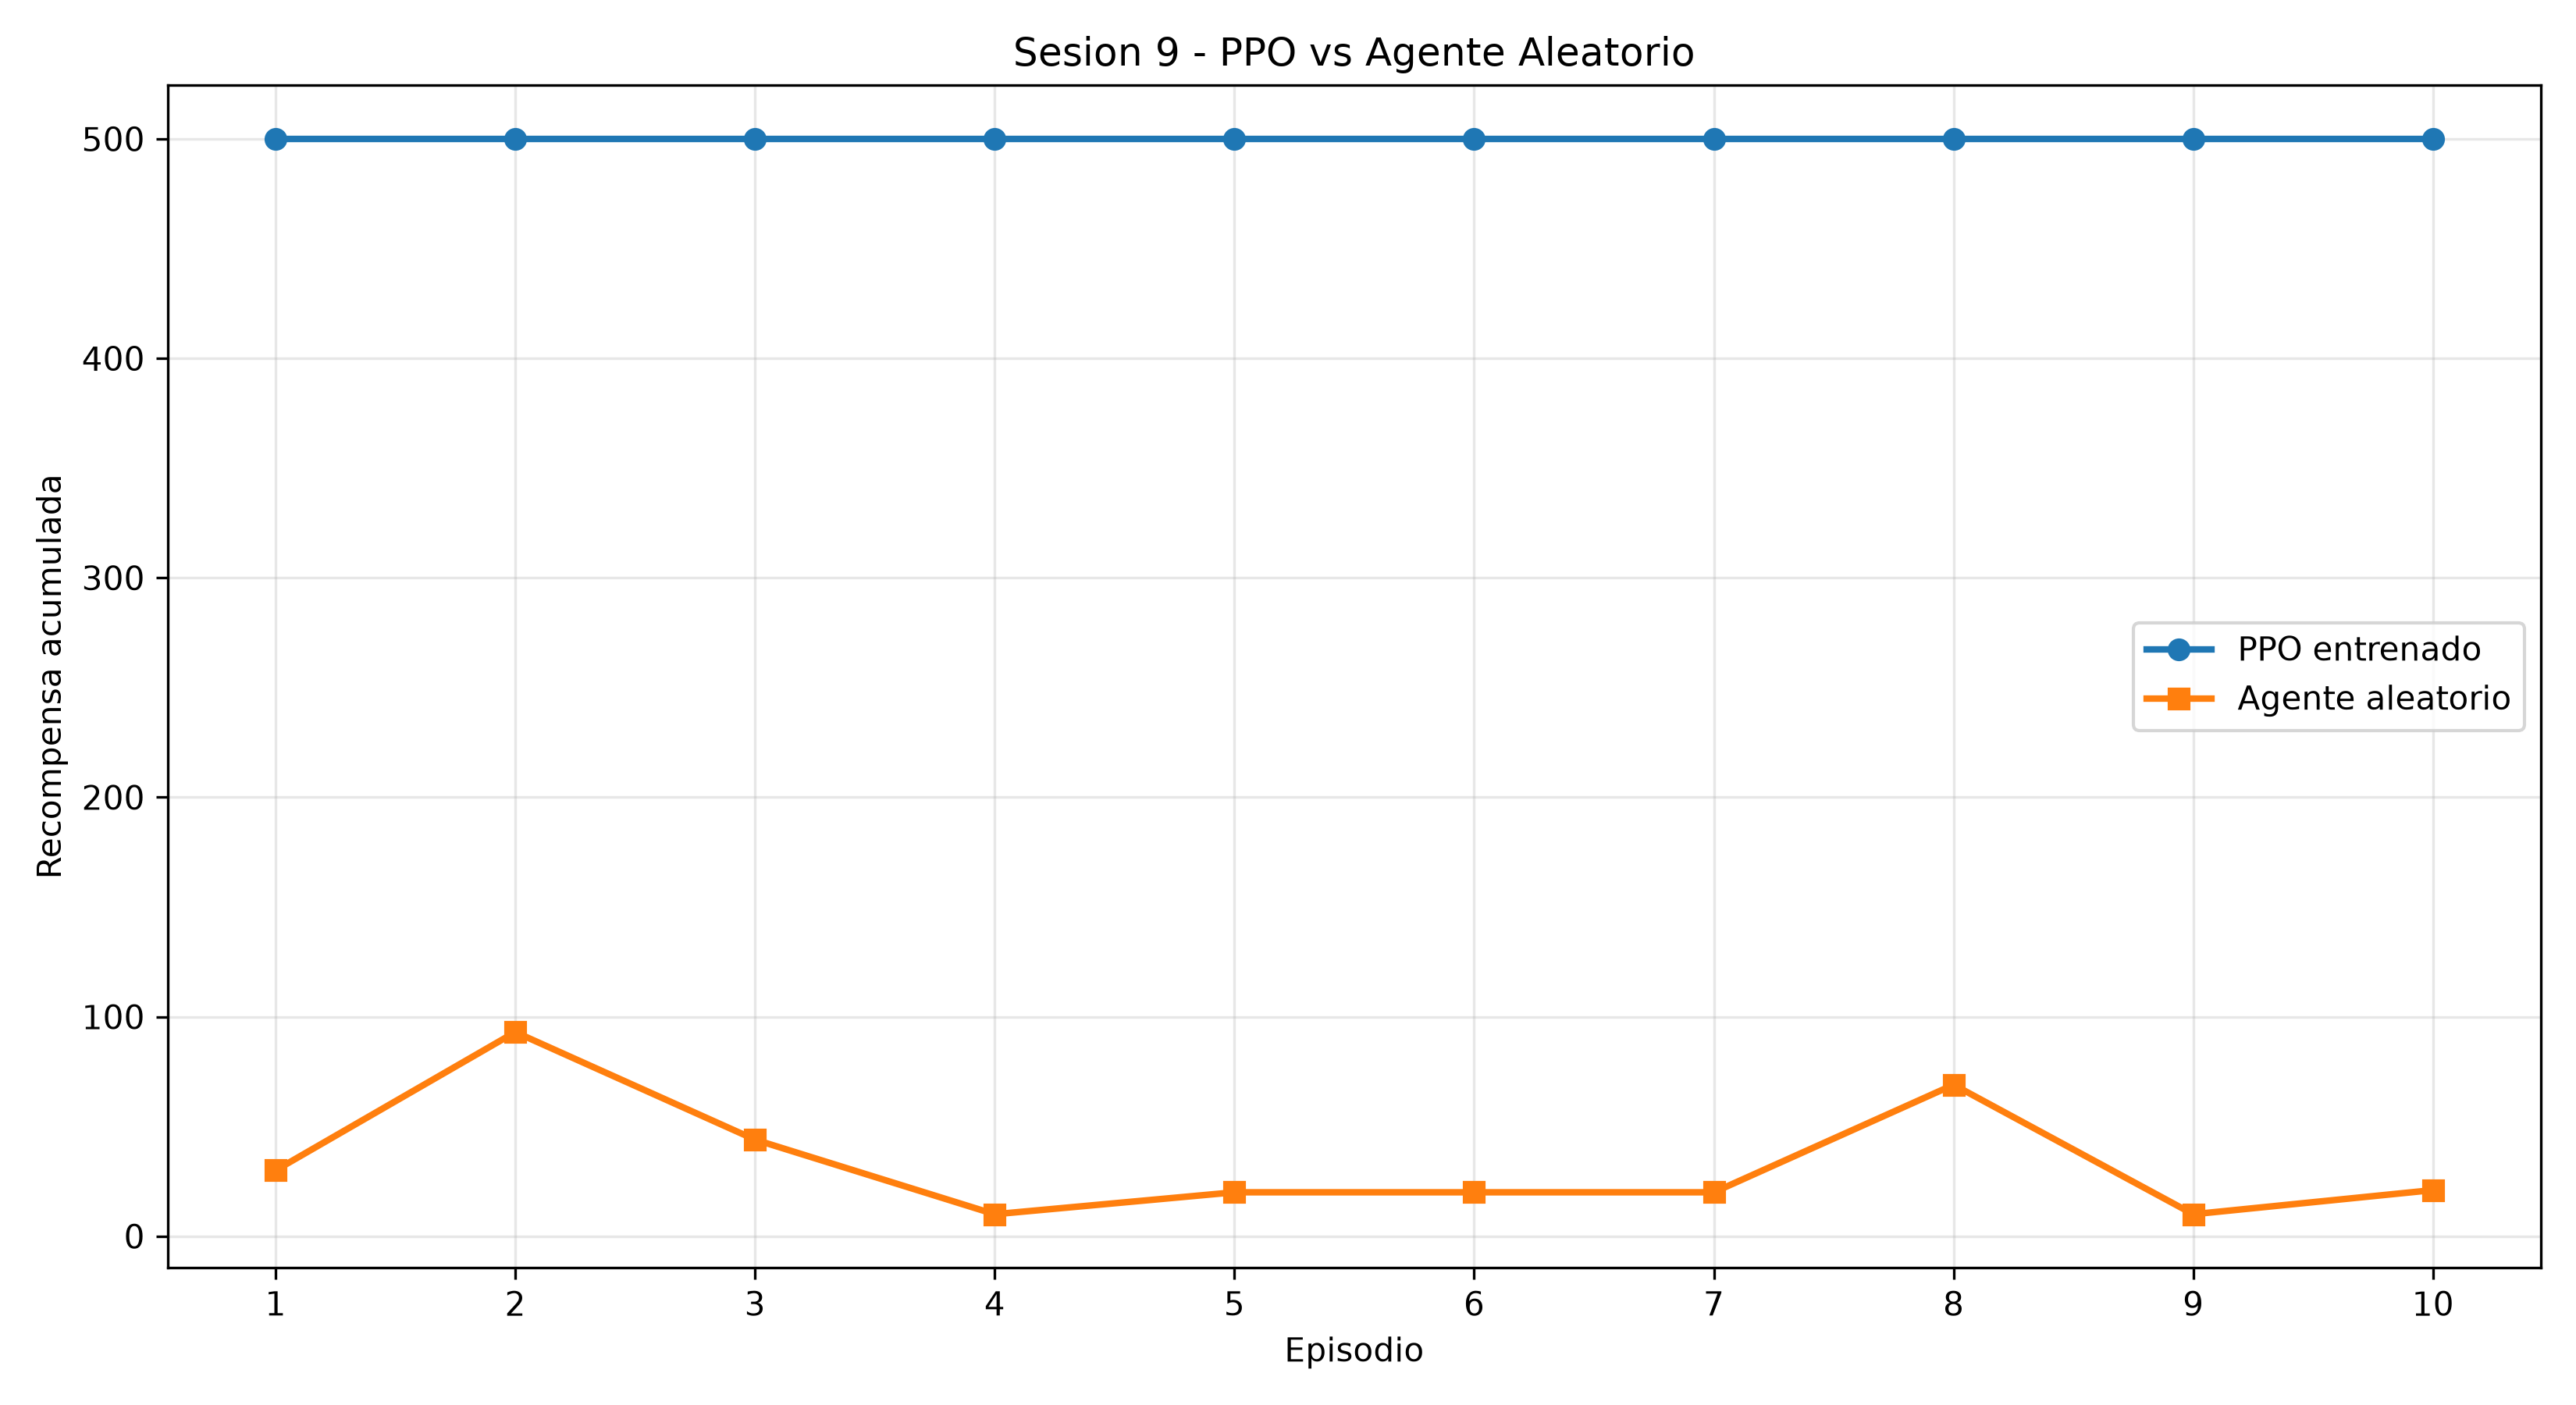 Sesion 9 - PPO vs Agente Aleatorio
Recompensa acumulada
500
400
300
200
100
0
PPO entrenado
Agente aleatorio
1 2 3 4 5 6 7 8 9 10
Episodio